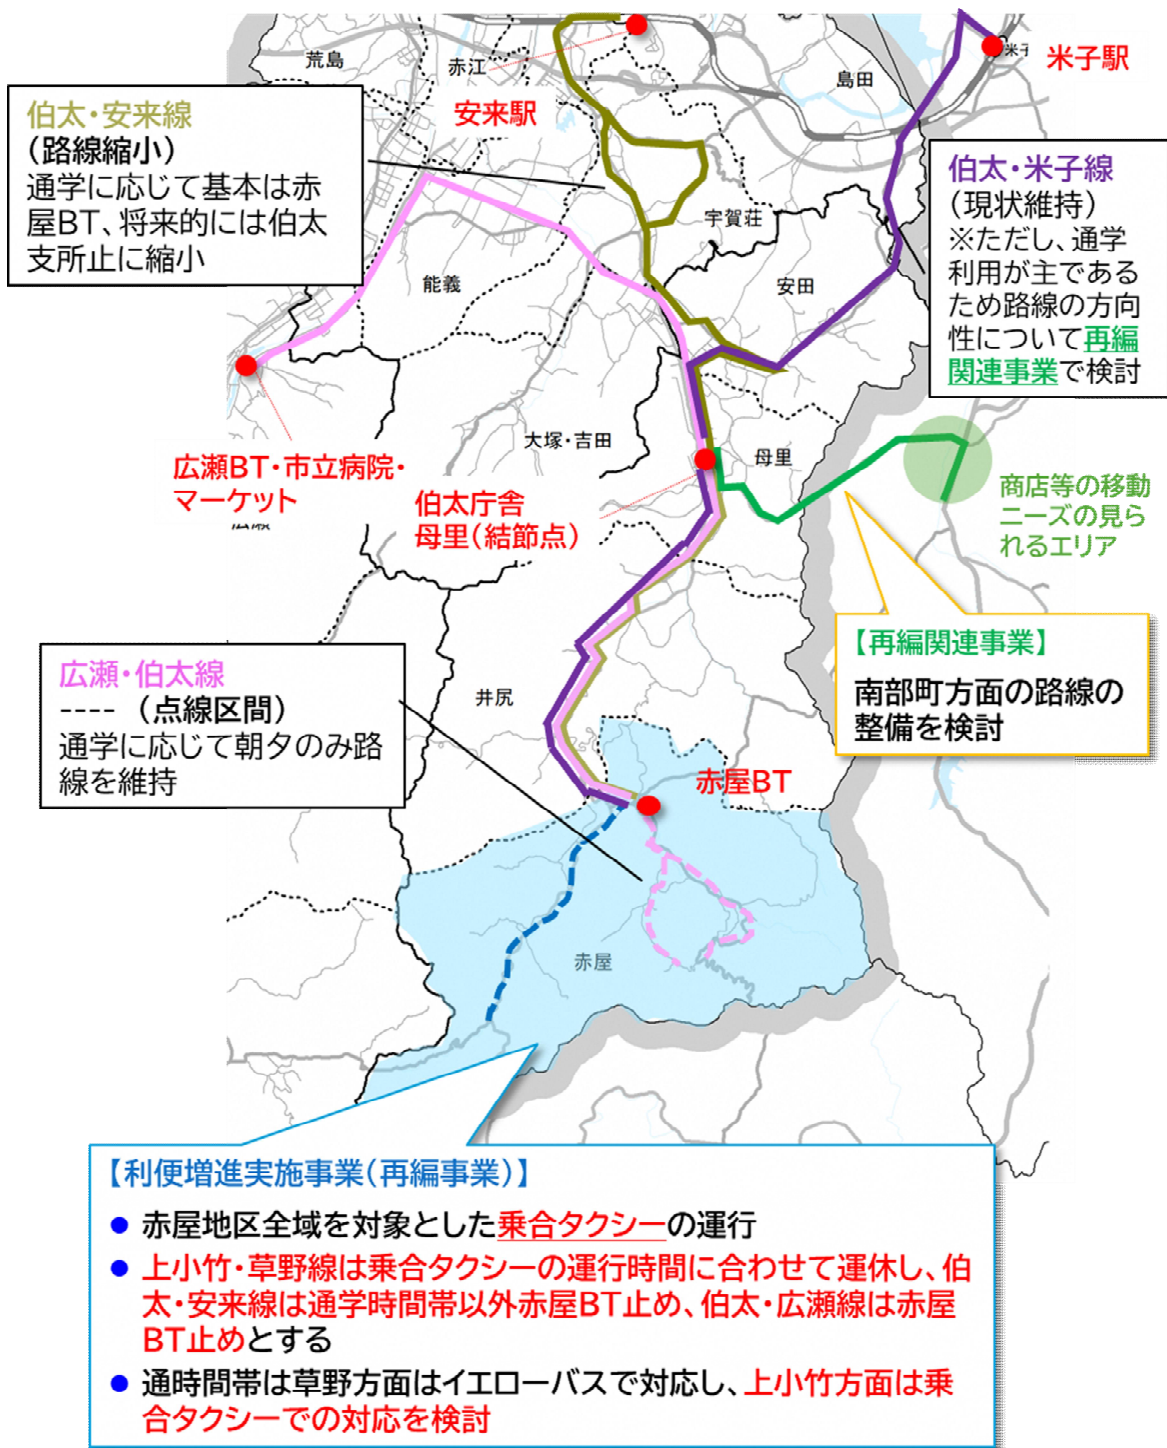 荒島
赤江
島田
米子
米子駅
安来駅
伯太・安来線
(路線縮小)
通学に応じて基本は赤
屋BT、将来的には伯太
支所止に縮小
伯太・米子線
(現状維持)
※ただし、通学
利用が主である
ため路線の方向
性について再編
関連事業で検討
宇賀荘
能義
安田
大塚・吉田
母里
広瀬BT・市立病院・
マーケット
広瀬
伯太庁舎
母里(結節点)
商店等の移動
ニーズの見ら
れるエリア
【再編関連事業】
南部町方面の路線の
整備を検討
広瀬・伯太線
---- (点線区間)
通学に応じて朝夕のみ路
線を維持
井尻
赤屋BT
赤屋
【利便増進実施事業(再編事業)】
● 赤屋地区全域を対象とした乗合タクシーの運行
● 上小竹・草野線は乗合タクシーの運行時間に合わせて運休し、伯
太・安来線は通学時間帯以外赤屋BT止め、伯太・広瀬線は赤屋
BT止めとする
● 通時間帯は草野方面はイエローバスで対応し、上小竹方面は乗
合タクシーでの対応を検討